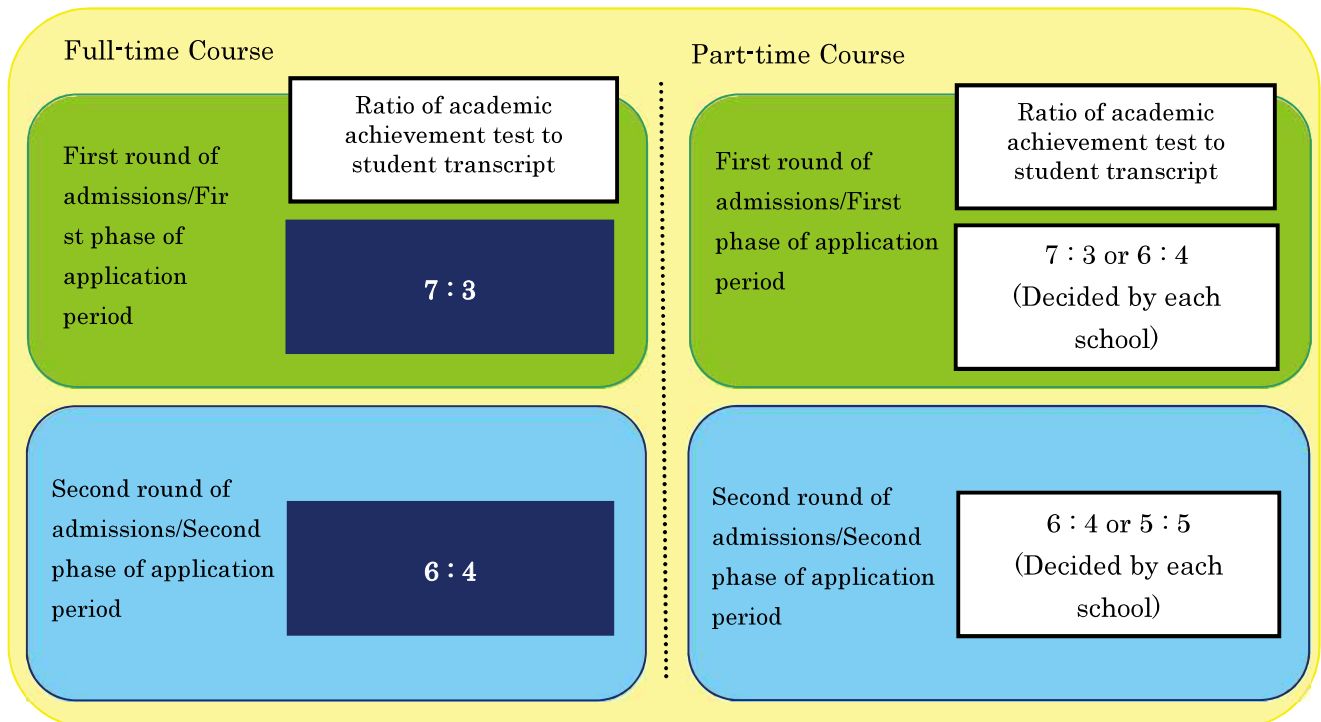 Full-time Course
Ratio of academic
achievement test to
student transcript
First round of
admissions/Fir
st phase of
application
period
7 : 3
Second round of
admissions/Second
phase of application
period
6 : 4
Part-time Course
Ratio of academic
achievement test to
student transcript
First round of
admissions/First
phase of application
period
7 : 3 or 6 : 4
(Decided by each
school)
Second round of
admissions/Second
phase of application
period
6 : 4 or 5 : 5
(Decided by each
school)